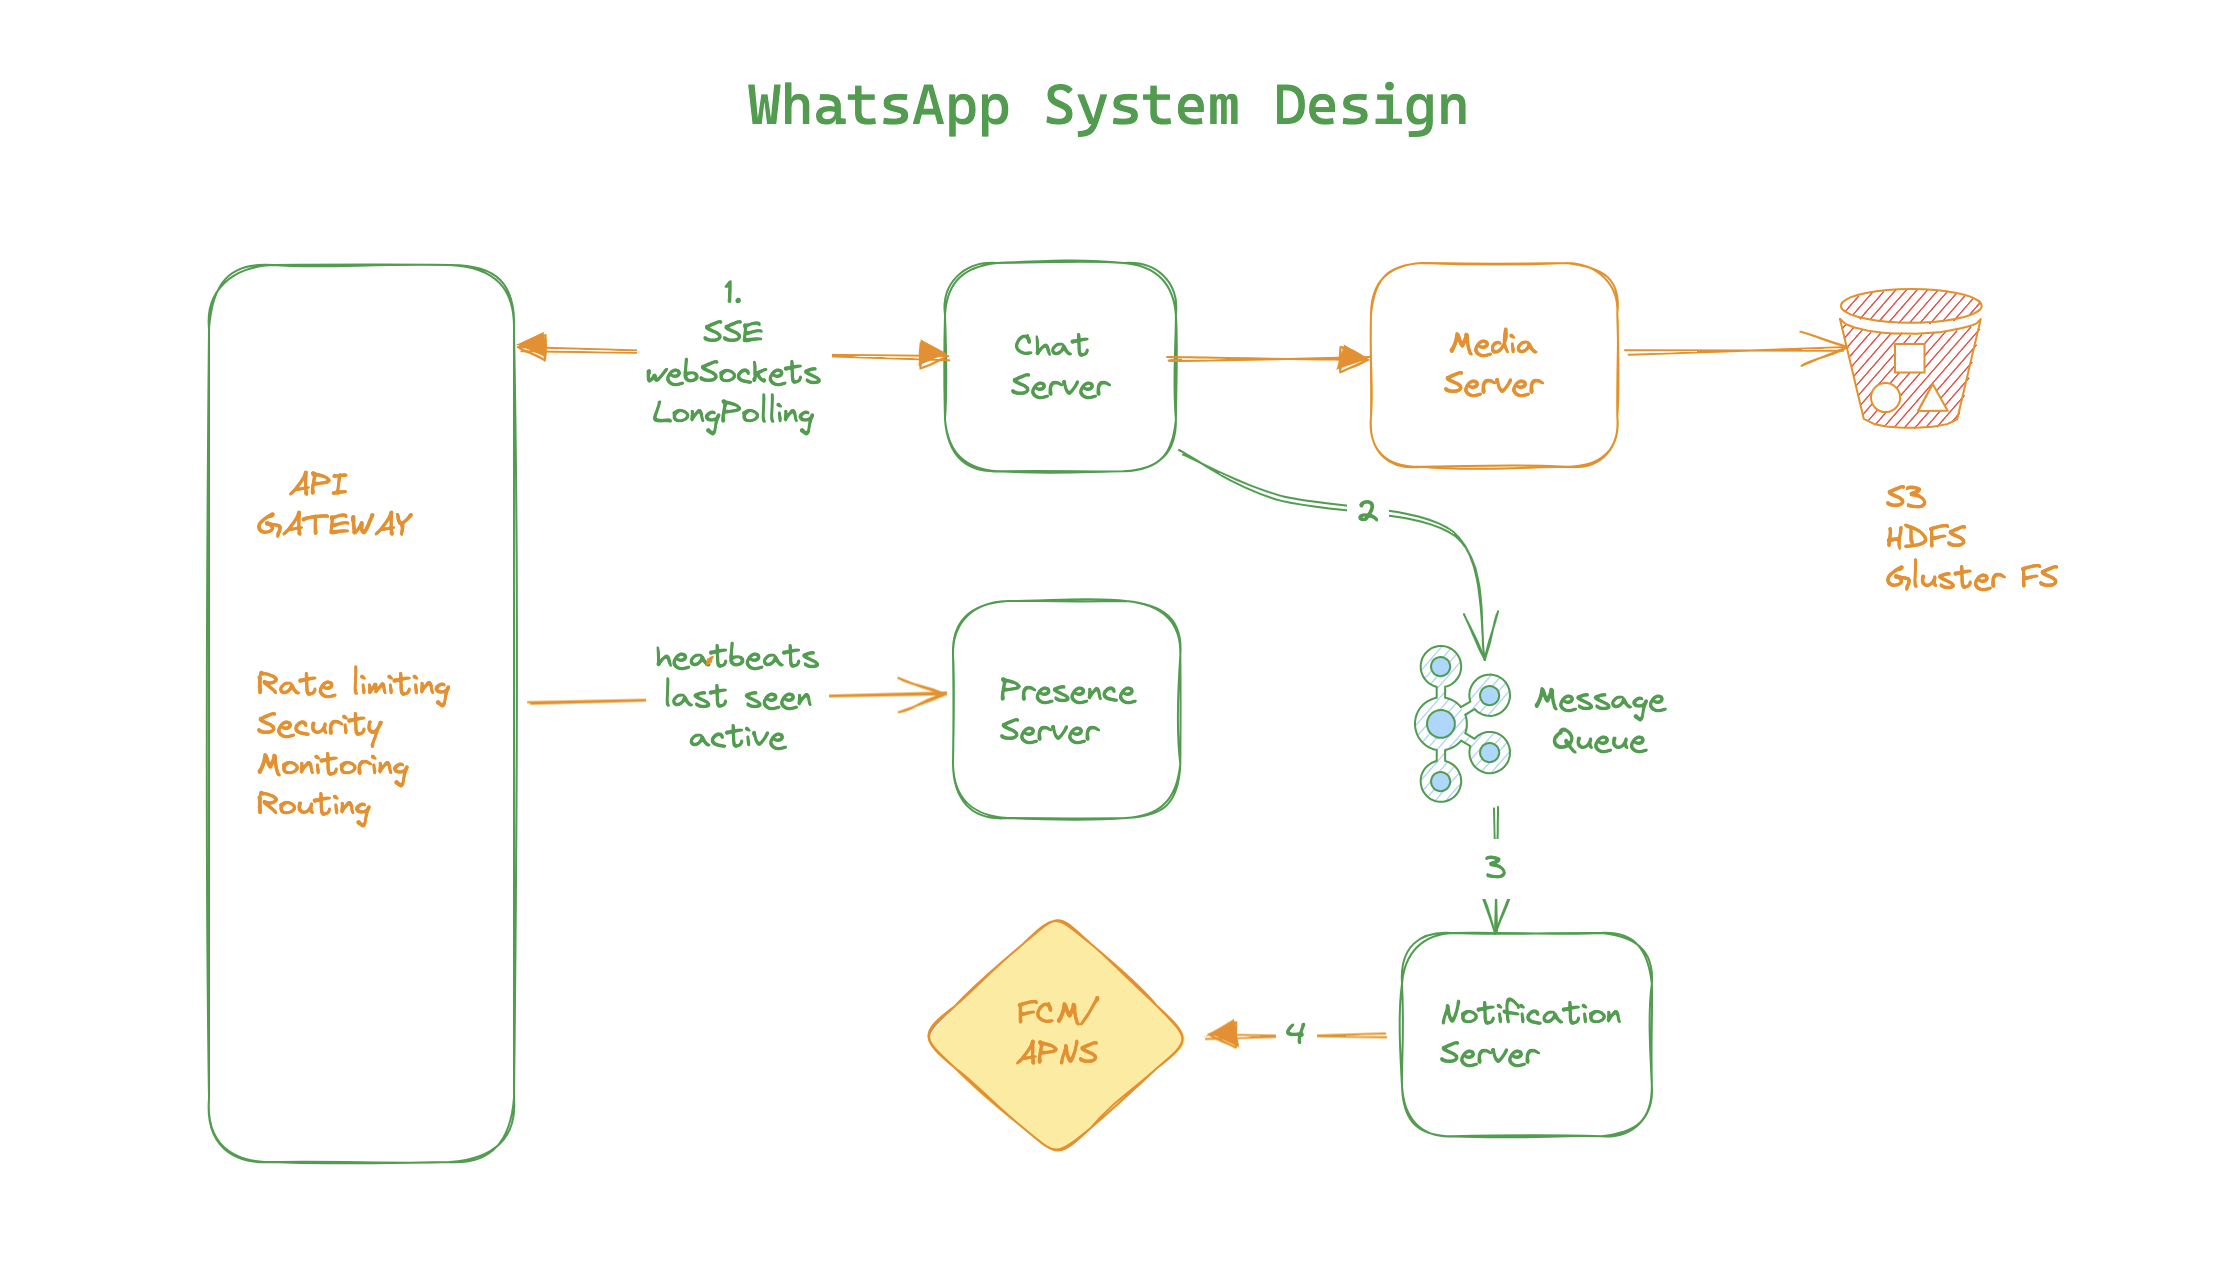 WhatsApp System Design
API
GATEWAY
Rate limiting
Security
Monitoring
Routing
1.
SSE
webSockets
LongPolling
Chat
Server
Media
Server
S3
HDFS
Gluster FS
2
heatbeats
last seen
active
Presence
Server
Message
Queue
3
FCM/
APNS
4
Notification
Server